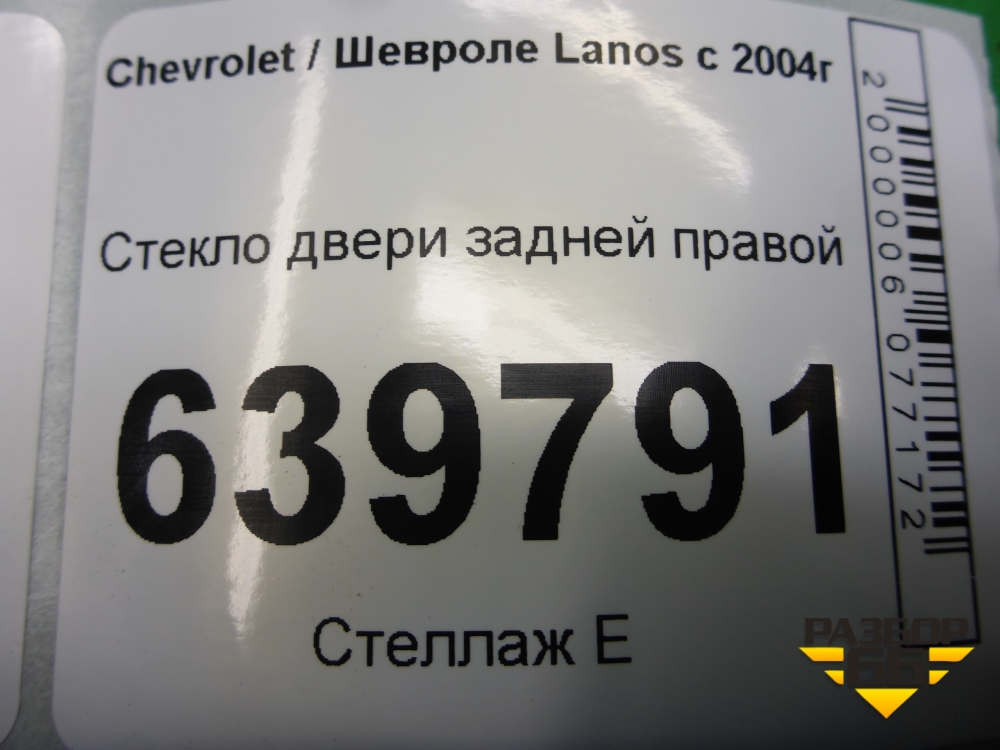 Chevrolet / Шевроле Lanos с 2004г
Стекло двери задней правой
639791
Стеллаж Е
2000006077172
РАЗБОР
66